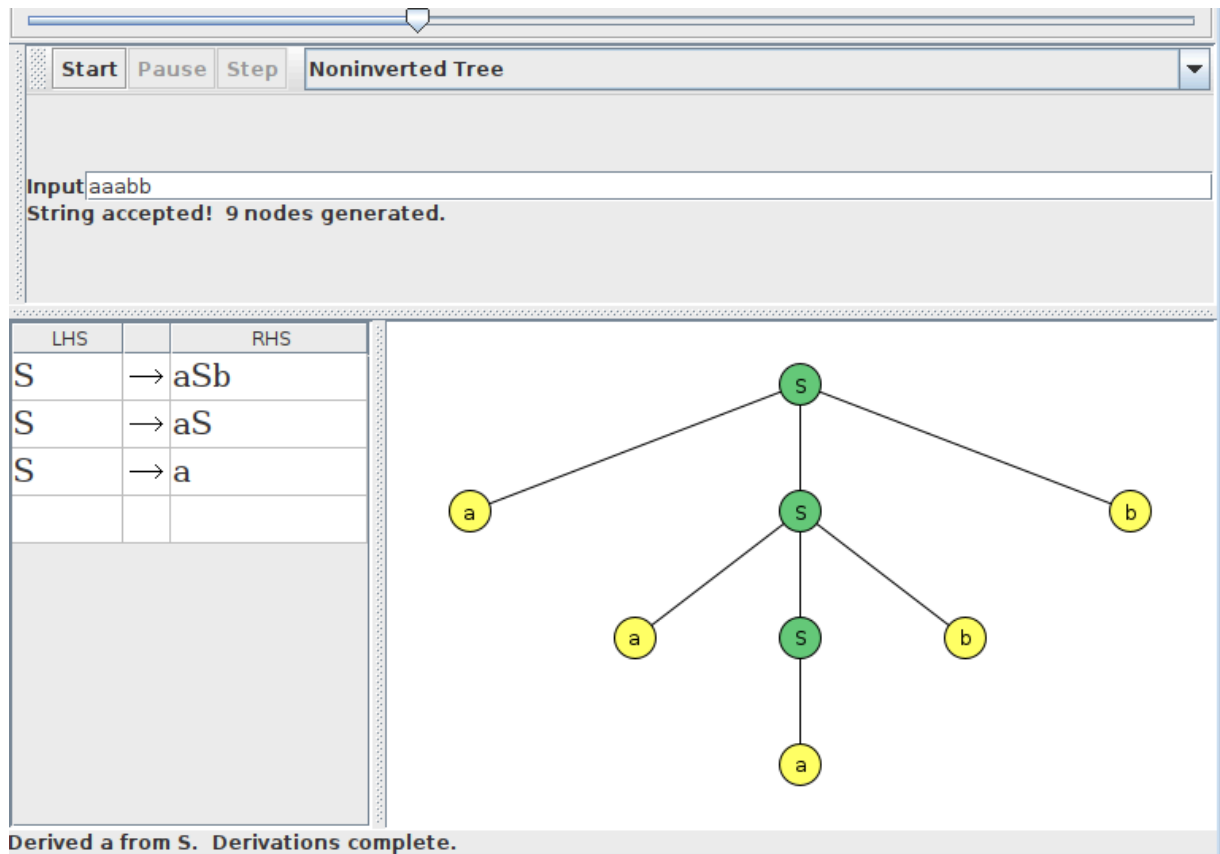 Start Pause Step Noninverted Tree
Input aaabb
String accepted! 9 nodes generated.
LHS RHS
S → aSb
S → aS
S → a
S
a S b
a S b
a
Derived a from S. Derivations complete.